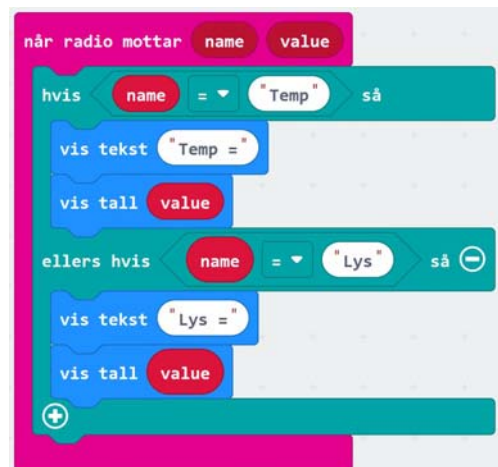 når radio mottar name value
hvis name = "Temp" så
vis tekst "Temp ="
vis tall value
ellers hvis name = "Lys" så
vis tekst "Lys ="
vis tall value